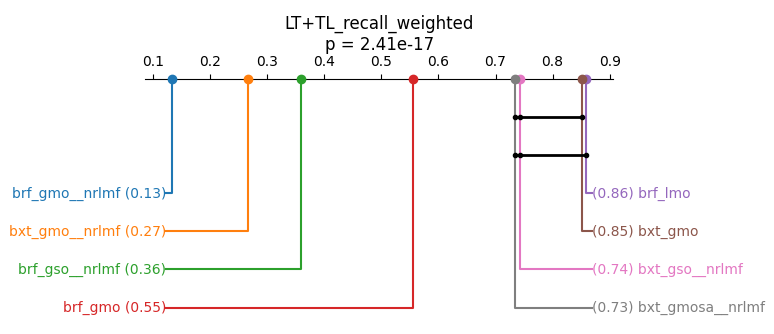 LT+TL_recall_weighted
p = 2.41e-17
0.1 0.2 0.3 0.4 0.5 0.6 0.7 0.8 0.9
brf_gmo__nrlmf (0.13) (0.86) brf_lmo
bxt_gmo__nrlmf (0.27) (0.85) bxt_gmo
brf_gso__nrlmf (0.36) (0.74) bxt_gso__nrlmf
brf_gmo (0.55) (0.73) bxt_gmosa__nrlmf